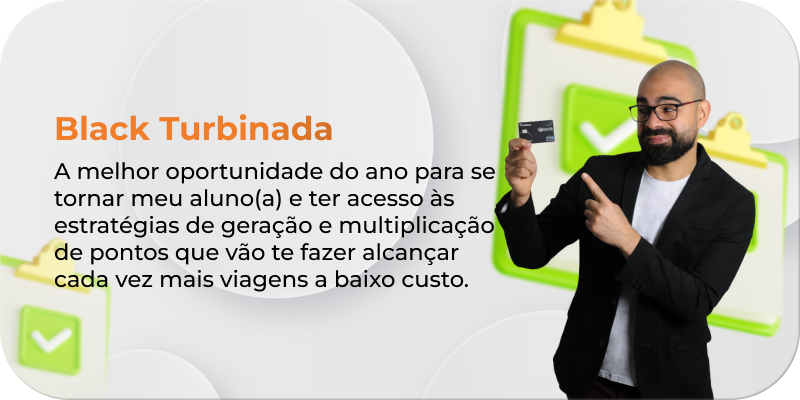 Black Turbinada
A melhor oportunidade do ano para se
tornar meu aluno(a) e ter acesso às
estratégias de geração e multiplicação
de pontos que vão te fazer alcançar
cada vez mais viagens a baixo custo.